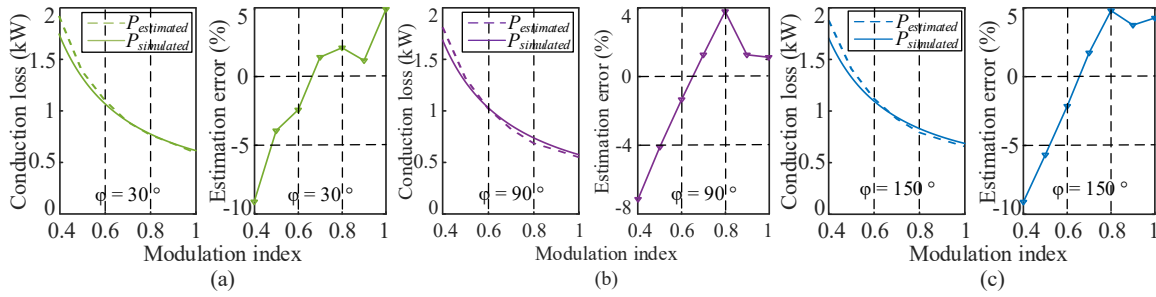 Conduction loss (kW)
2
1.5
1
0.5
0
P_estimated
P_simulated
φ = 30 °
0.4 0.6 0.8 1
Estimation error (%)
5
0
-5
-10
φ = 30 °
0.4 0.6 0.8 1
Modulation index
(a)
Conduction loss (kW)
2
1.5
1
0.5
0
P_estimated
P_simulated
φ = 90 °
0.4 0.6 0.8 1
Estimation error (%)
4
0
-4
-8
φ = 90 °
0.4 0.6 0.8 1
Modulation index
(b)
Conduction loss (kW)
2
1.5
1
0.5
0
P_estimated
P_simulated
φ = 150 °
0.4 0.6 0.8 1
Estimation error (%)
5
0
-5
-10
φ = 150 °
0.4 0.6 0.8 1
Modulation index
(c)